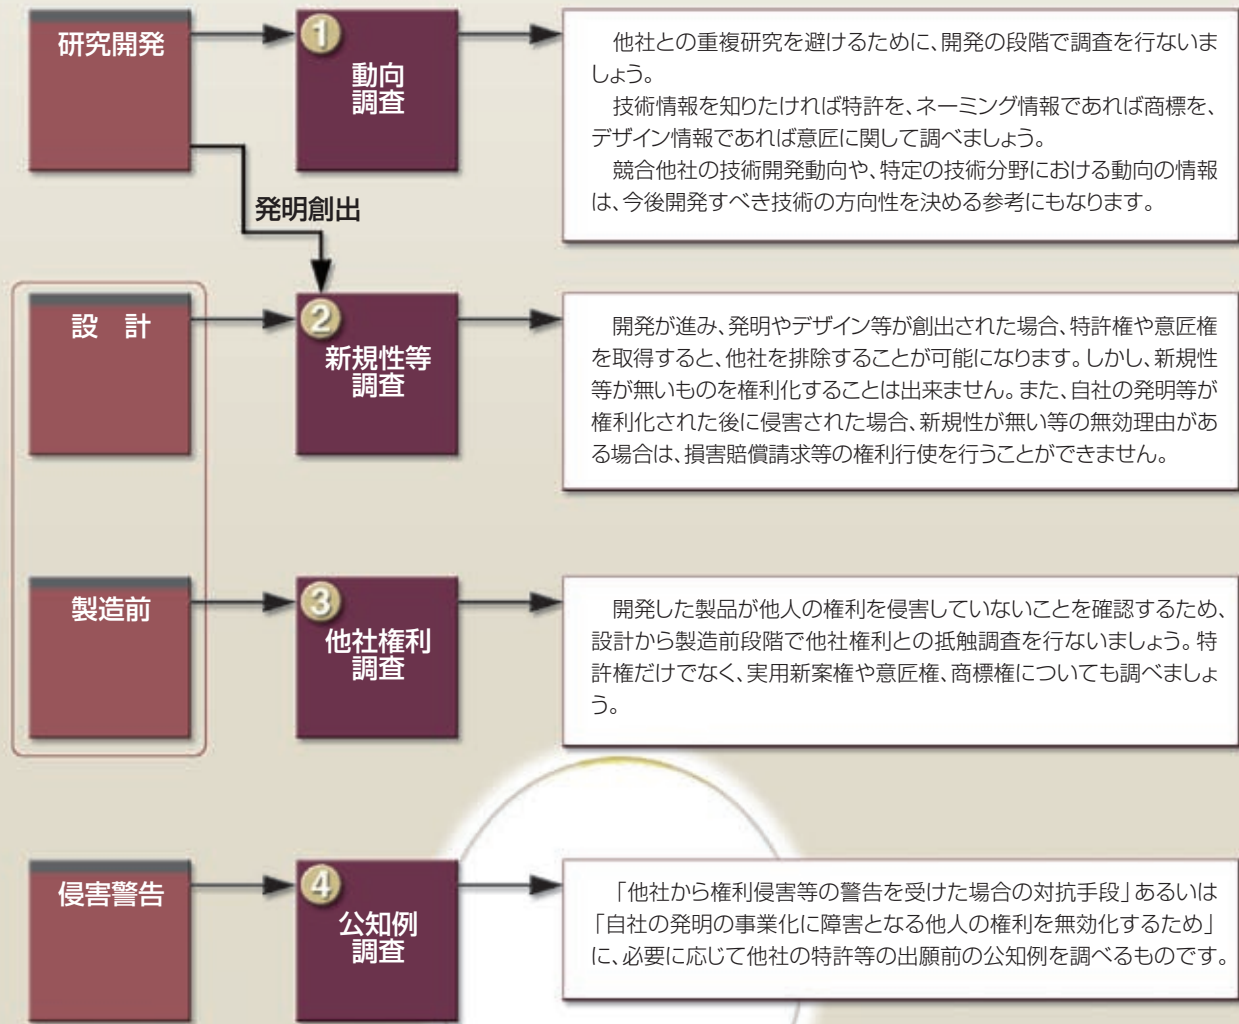 研究開発
①
動向
調査
他社との重複研究を避けるために、開発の段階で調査を行ないま
しょう。
技術情報を知りたければ特許を、ネーミング情報であれば商標を、
デザイン情報であれば意匠に関して調べましょう。
競合他社の技術開発動向や、特定の技術分野における動向の情報
は、今後開発すべき技術の方向性を決める参考にもなります。
発明創出
設　計
②
新規性等
調査
開発が進み、発明やデザイン等が創出された場合、特許権や意匠権
を取得すると、他社を排除することが可能になります。しかし、新規性
等が無いものを権利化することは出来ません。また、自社の発明等が
権利化された後に侵害された場合、新規性が無い等の無効理由があ
る場合は、損害賠償請求等の権利行使を行うことができません。
製造前
③
他社権利
調査
開発した製品が他人の権利を侵害していないことを確認するため、
設計から製造前段階で他社権利との抵触調査を行ないましょう。特
許権だけでなく、実用新案権や意匠権、商標権についても調べましょ
う。
侵害警告
④
公知例
調査
「他社から権利侵害等の警告を受けた場合の対抗手段」あるいは
「自社の発明の事業化に障害となる他人の権利を無効化するため」
に、必要に応じて他社の特許等の出願前の公知例を調べるものです。